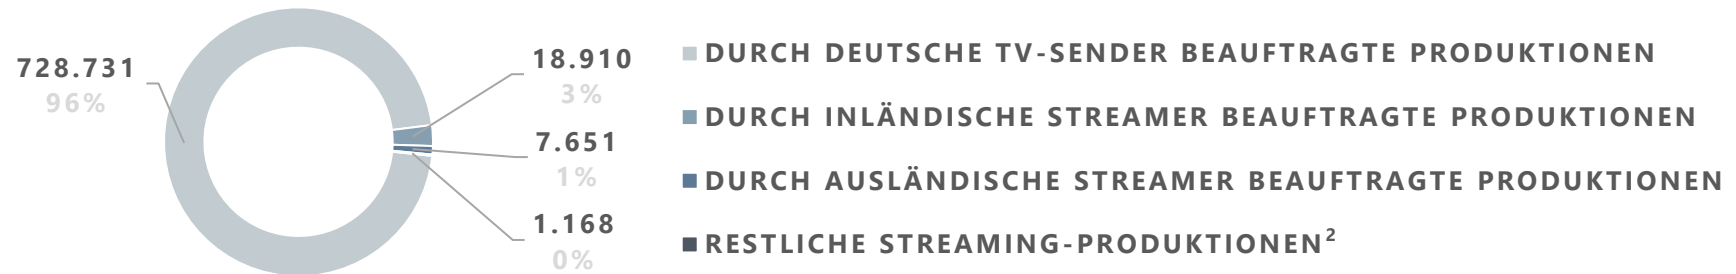 728.731
96%
18.910
3%
7.651
1%
1.168
0%
DURCH DEUTSCHE TV-SENDER BEAUFTRAGTE PRODUKTIONEN
DURCH INLÄNDISCHE STREAMER BEAUFTRAGTE PRODUKTIONEN
DURCH AUSLÄNDISCHE STREAMER BEAUFTRAGTE PRODUKTIONEN
RESTLICHE STREAMING-PRODUKTIONEN²